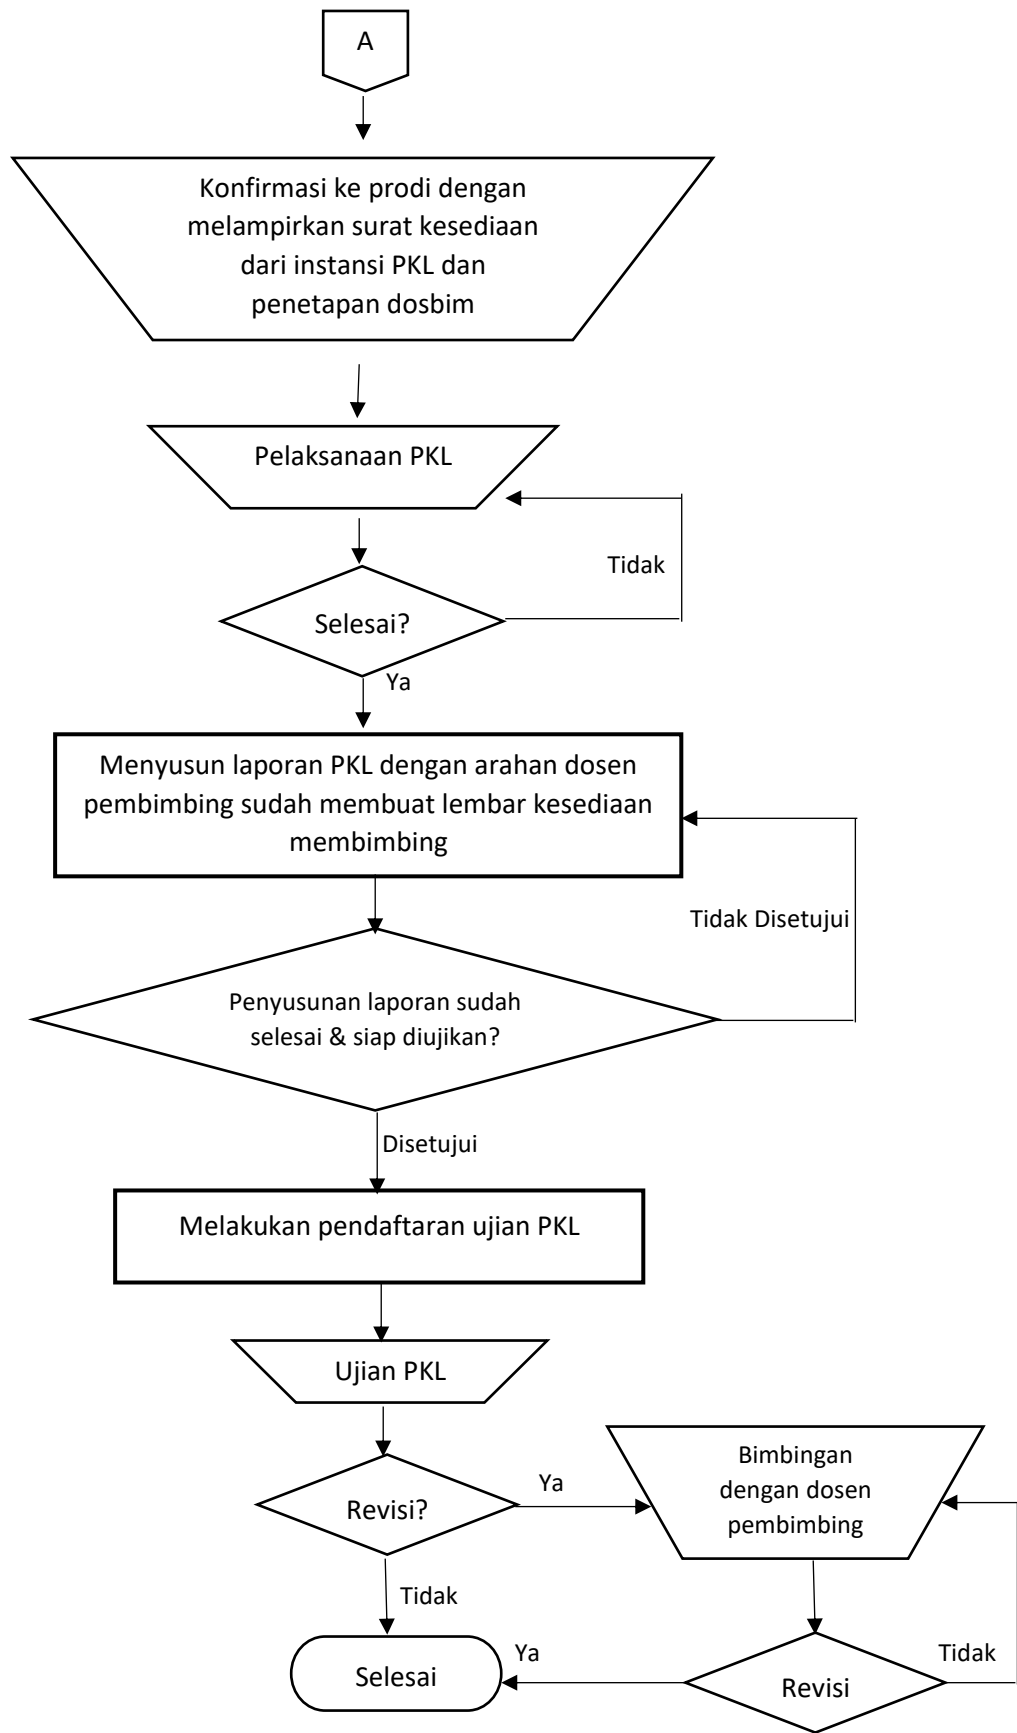 A
Konfirmasi ke prodi dengan
melampirkan surat kesediaan
dari instansi PKL dan
penetapan dosbim
Pelaksanaan PKL
Tidak
Selesai?
Ya
Menyusun laporan PKL dengan arahan dosen
pembimbing sudah membuat lembar kesediaan
membimbing
Tidak Disetujui
Penyusunan laporan sudah
selesai & siap diujikan?
Disetujui
Melakukan pendaftaran ujian PKL
Ujian PKL
Revisi?
Ya
Bimbingan
dengan dosen
pembimbing
Tidak
Selesai
Ya
Revisi
Tidak